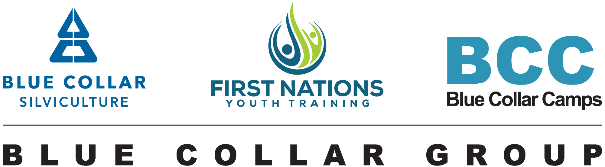 BLUE COLLAR
SILVICULTURE
FIRST NATIONS
YOUTH TRAINING
BCC
Blue Collar Camps
BLUE COLLAR GROUP